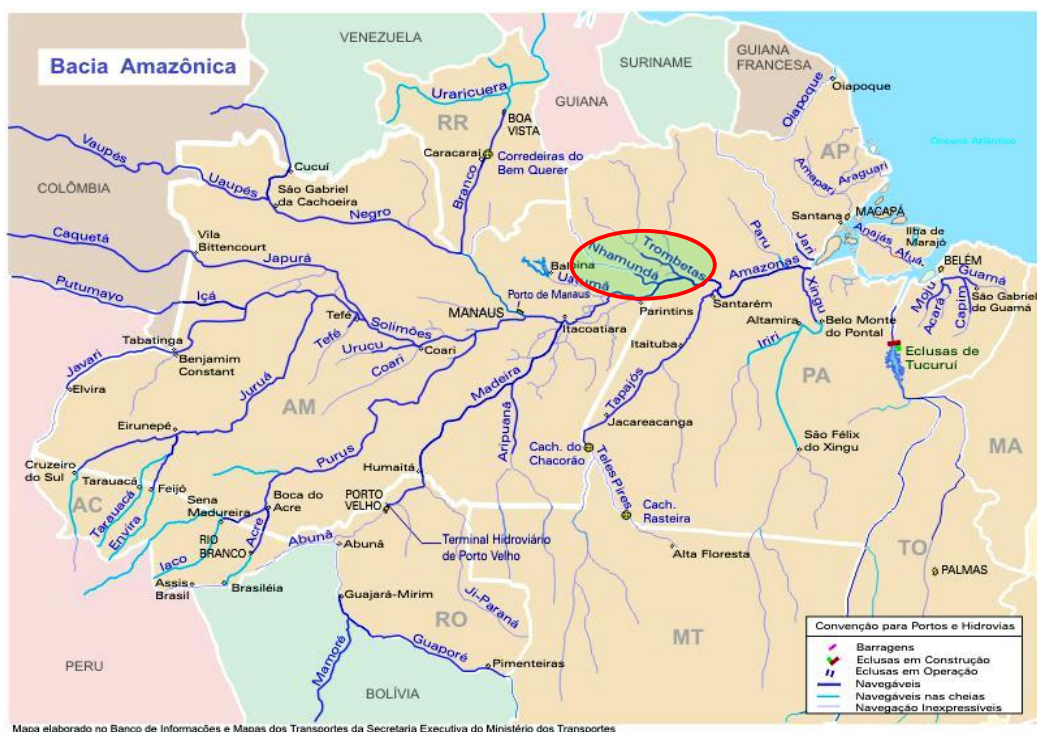 Bacia Amazônica
VENEZUELA
SURINAME
GUIANA
FRANCESA
GUIANA
COLÔMBIA
PERU
BOLÍVIA
Oceano Atlântico
RR
AP
AM
PA
MA
AC
RO
MT
TO
Uraricuera
BOA
VISTA
Caracaraí
Corredeiras do
Bem Querer
Branco
Oiapoque
Oiapoque
Vaupés
Uaupés
Cucuí
São Gabriel
da Cachoeira
Negro
Caquetá
Vila
Bittencourt
Japurá
Putumayo
Içá
Amapari
Araguari
Santana
MACAPÁ
Ilha de
Marajó
Anajás
Afuá
BELÉM
Guamá
São Gabriel
do Guamá
Moju
Acará
Capim
Paru
Jari
Xingu
Amazonas
Trombetas
Nhamundá
Balbina
Uatumã
Porto de Manaus
MANAUS
Itacoatiara
Parintins
Santarém
Solimões
Tefé
Tefé
Urucu
Coari
Coari
Tabatinga
Benjamim
Constant
Javari
Elvira
Juruá
Eirunepé
Madeira
Itaituba
Altamira
Belo Monte
do Pontal
Iriri
Eclusas de
Tucuruí
Tapajós
Jacareacanga
Aripuanã
Cach. do
Chacorão
São Félix
do Xingu
Purus
Humaitá
Cruzeiro
do Sul
Tarauacá
Feijó
Tarauacá
Envira
Sena
Madureira
Boca do
Acre
PORTO
VELHO
Teles Pires
Cach.
Rasteira
RIO
BRANCO
Acre
Abunã
Abunã
Terminal Hidroviário
de Porto Velho
Alta Floresta
PALMAS
Iaco
Assis
Brasil
Brasiléia
Guajará-Mirim
Ji-Paraná
Mamoré
Guaporé
Pimenteiras
Convenção para Portos e Hidrovias
Barragens
Eclusas em Construção
Eclusas em Operação
Navegáveis
Navegáveis nas cheias
Navegação Inexpressíveis
Mapa elaborado no Banco de Informações e Mapas dos Transportes da Secretaria Executiva do Ministério dos Transportes